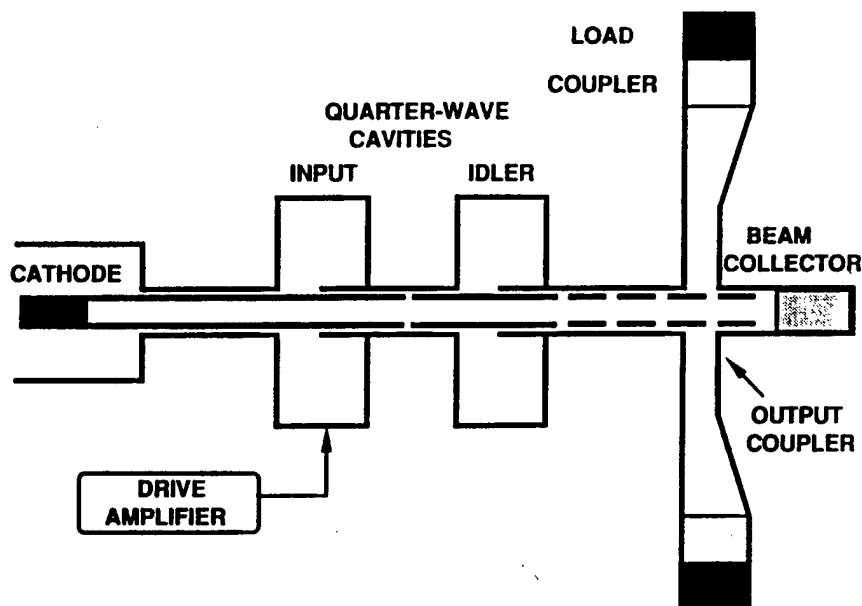 LOAD
COUPLER
QUARTER-WAVE
CAVITIES
INPUT
IDLER
BEAM
COLLECTOR
CATHODE
OUTPUT
COUPLER
DRIVE
AMPLIFIER